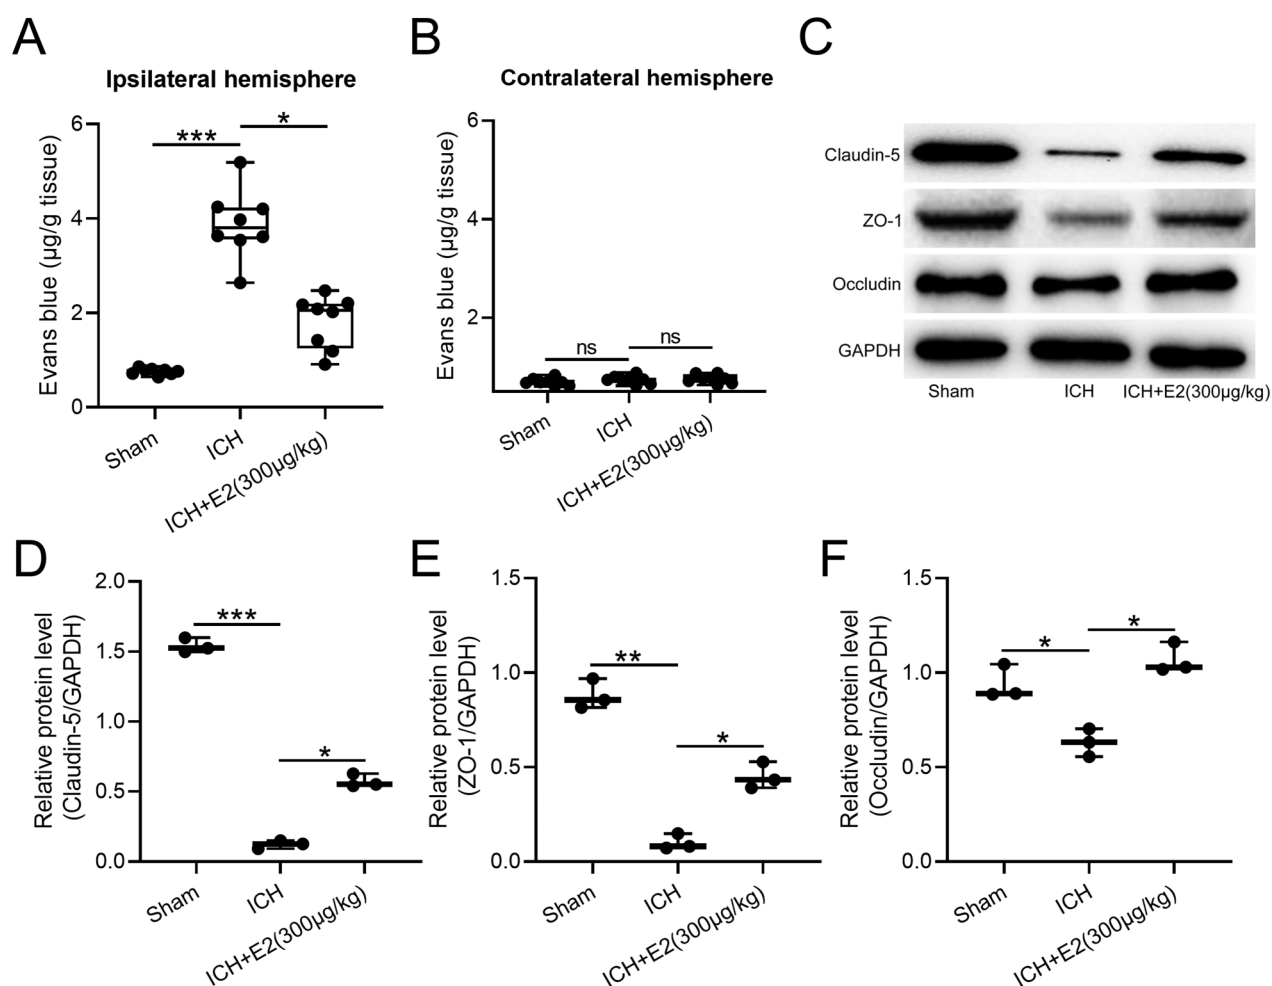 A
Ipsilateral hemisphere
Evans blue (µg/g tissue)
6
4
2
0
***
*
Sham
ICH
ICH+E2(300µg/kg)
B
Contralateral hemisphere
Evans blue (µg/g tissue)
6
4
2
ns
ns
Sham
ICH
ICH+E2(300µg/kg)
C
Claudin-5
ZO-1
Occludin
GAPDH
Sham ICH ICH+E2(300µg/kg)
D
Relative protein level
(Claudin-5/GAPDH)
2.0
1.5
1.0
0.5
0.0
***
*
Sham
ICH
ICH+E2(300µg/kg)
E
Relative protein level
(ZO-1/GAPDH)
1.5
1.0
0.5
0.0
**
*
Sham
ICH
ICH+E2(300µg/kg)
F
Relative protein level
(Occludin/GAPDH)
1.5
1.0
0.5
0.0
*
*
Sham
ICH
ICH+E2(300µg/kg)